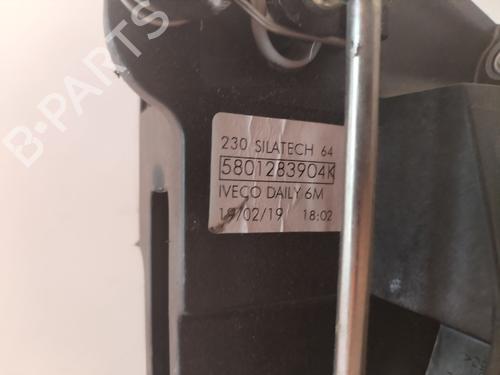 B-PARTS
230 SILATECH 64
5801283904K
IVECO DAILY 6M
19/02/19 18:02